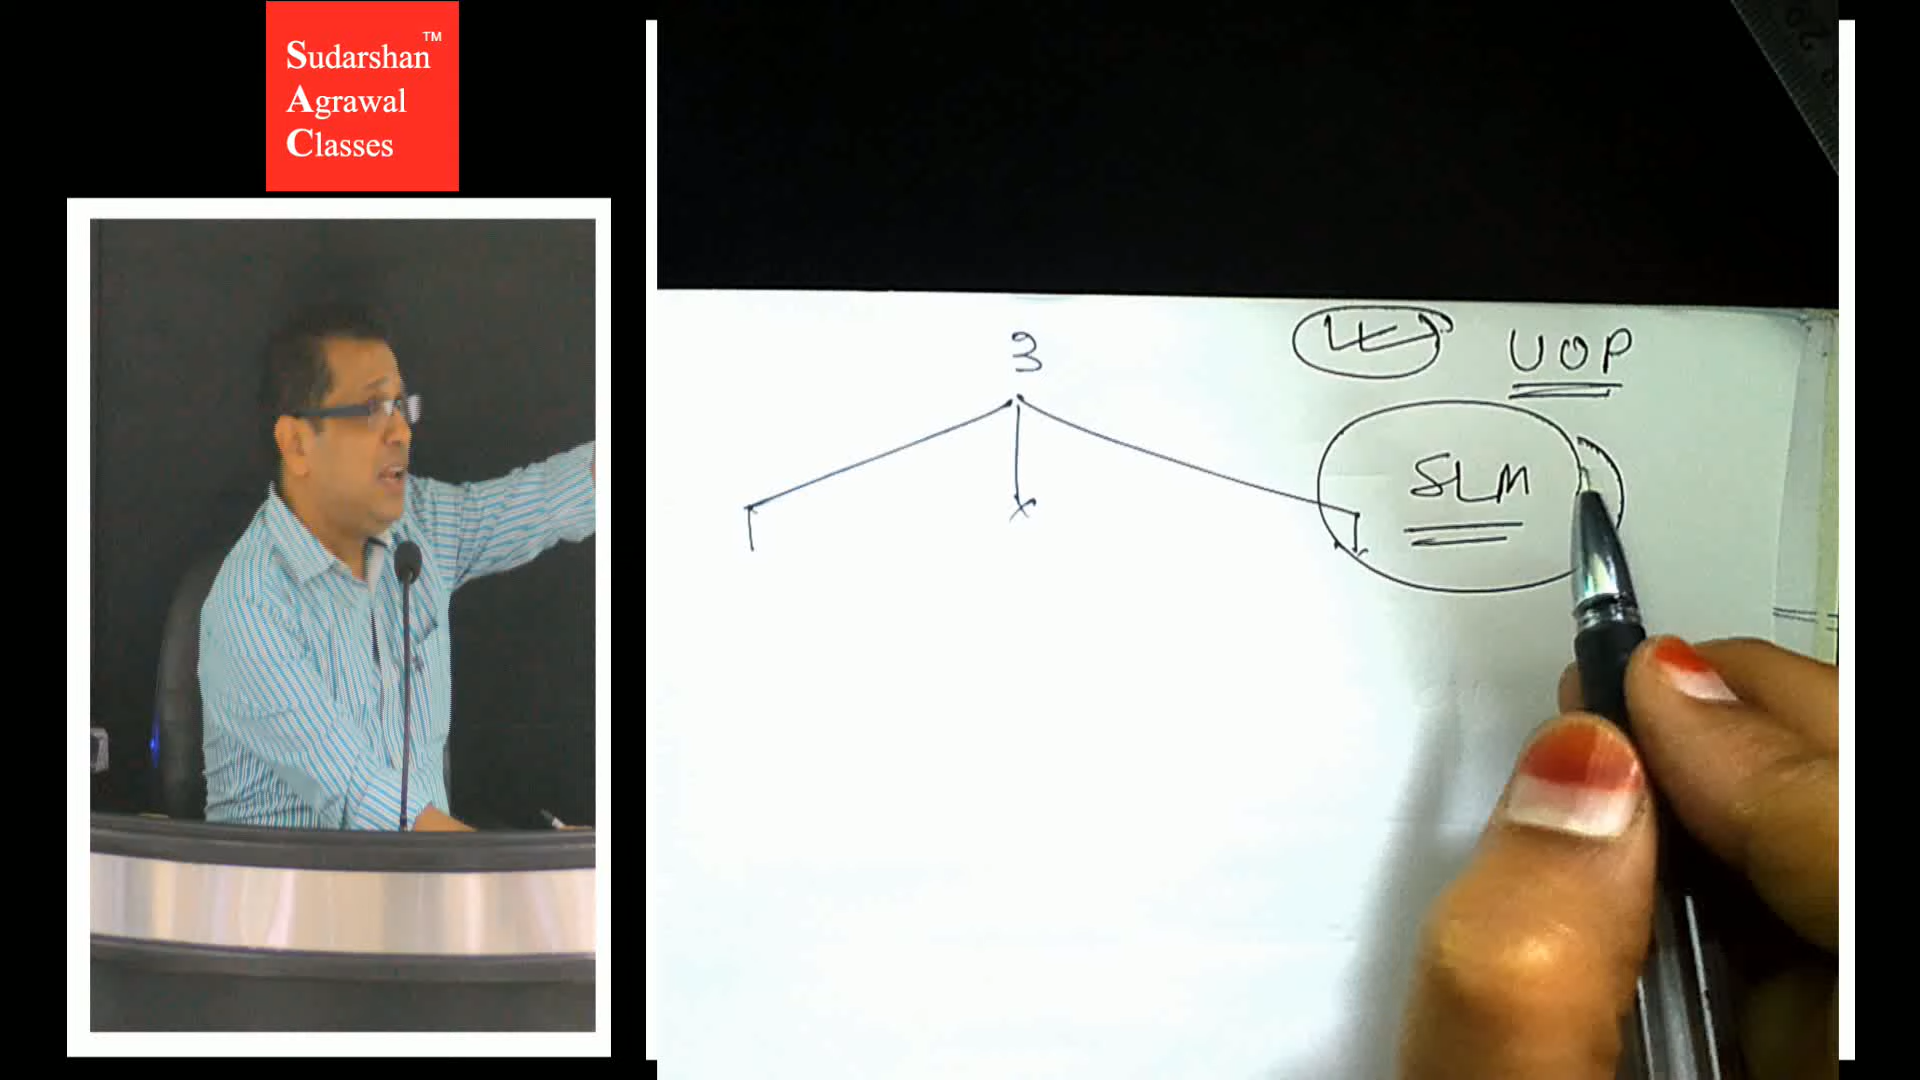 Sudarshan™
Agrawal
Classes
3
UOP
SLM